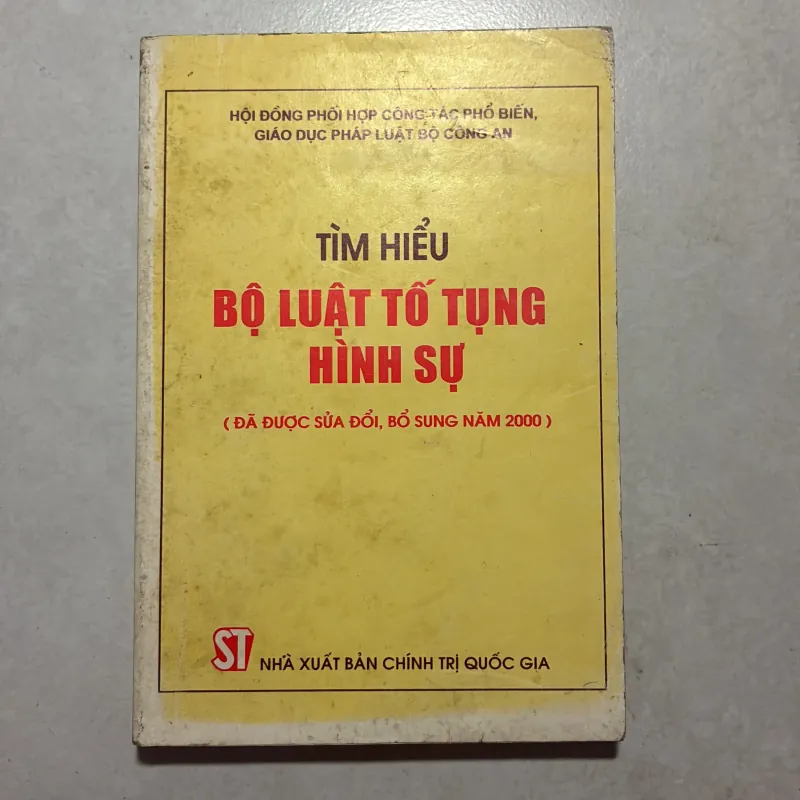 HỘI ĐỒNG PHỐI HỢP CÔNG TÁC PHỔ BIẾN,
GIÁO DỤC PHÁP LUẬT BỘ CÔNG AN
TÌM HIỂU
BỘ LUẬT TỐ TỤNG
HÌNH SỰ
( ĐÃ ĐƯỢC SỬA ĐỔI, BỔ SUNG NĂM 2000 )
ST NHÀ XUẤT BẢN CHÍNH TRỊ QUỐC GIA